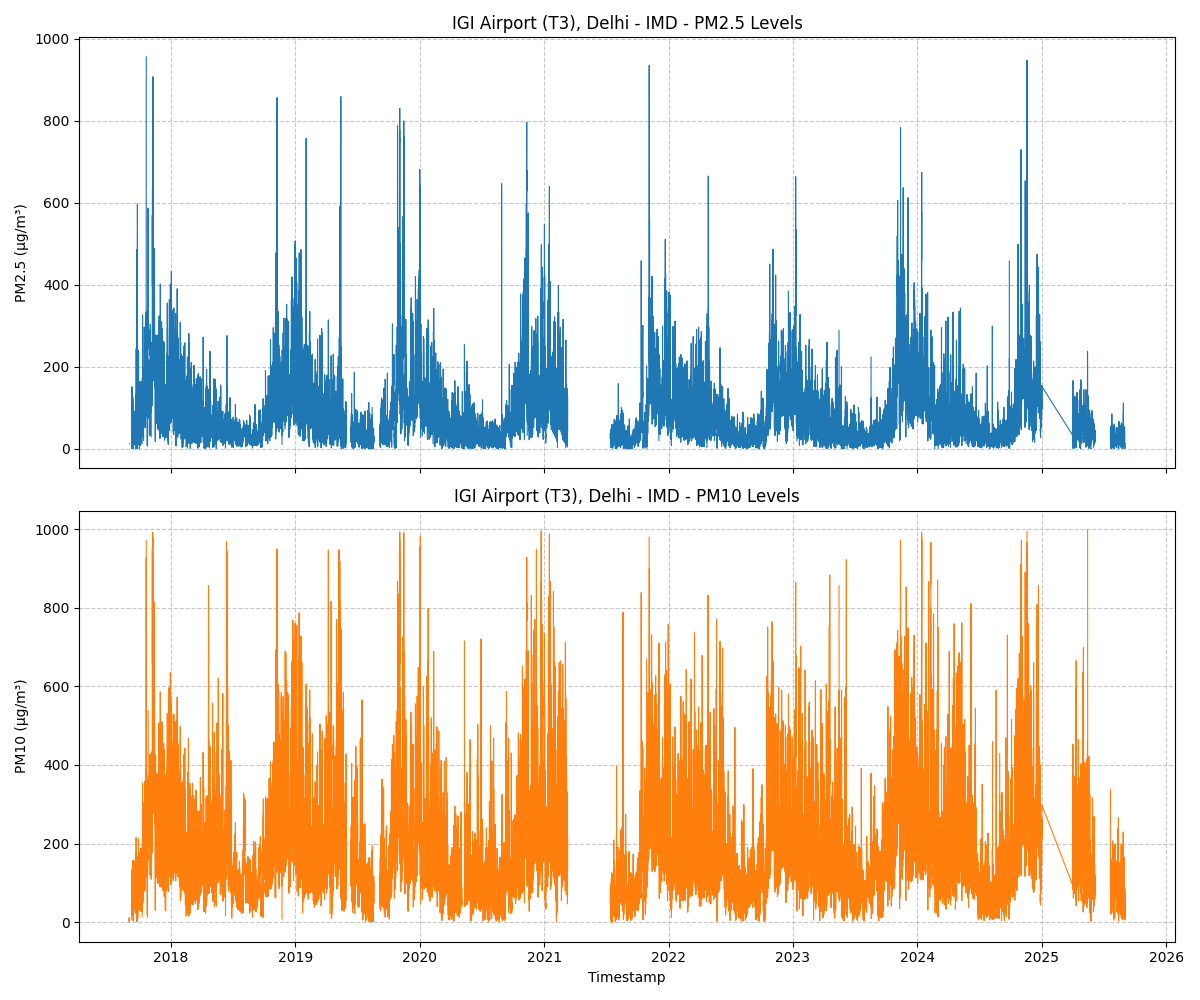 IGI Airport (T3), Delhi - IMD - PM2.5 Levels
1000
800
600
400
200
0
PM2.5 (µg/m³)
IGI Airport (T3), Delhi - IMD - PM10 Levels
1000
800
600
400
200
0
PM10 (µg/m³)
2018 2019 2020 2021 2022 2023 2024 2025 2026
Timestamp